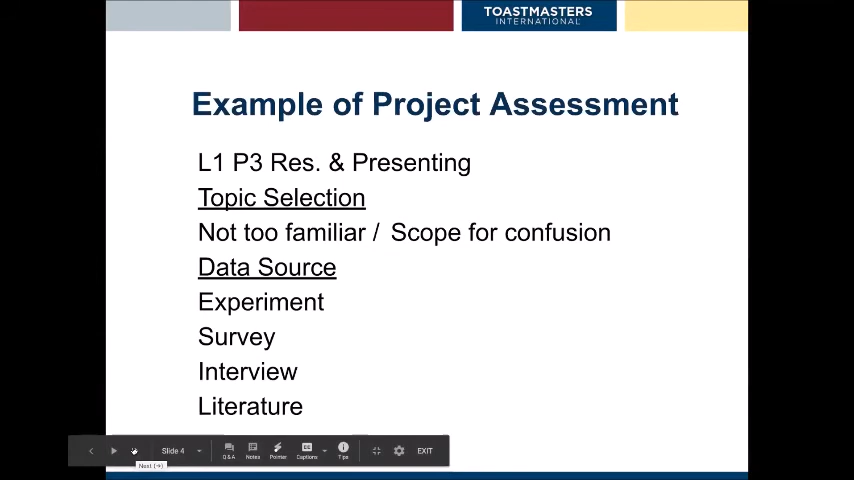 TOASTMASTERS
INTERNATIONAL
Example of Project Assessment
L1 P3 Res. & Presenting
Topic Selection
Not too familiar / Scope for confusion
Data Source
Experiment
Survey
Interview
Literature
Slide 4
Q&A
Notes
Pointer
Captions
Tips
EXIT
Next (→)